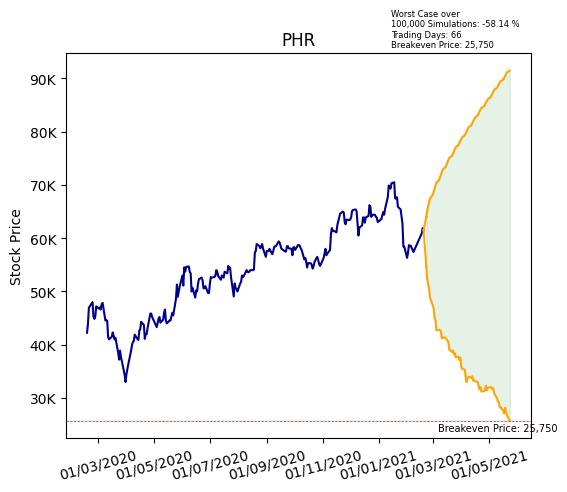 Worst Case over
100,000 Simulations: -58.14 %
Trading Days: 66
Breakeven Price: 25,750
PHR
Stock Price
90K
80K
70K
60K
50K
40K
30K
Breakeven Price: 25,750
01/03/2020
01/05/2020
01/07/2020
01/09/2020
01/11/2020
01/01/2021
01/03/2021
01/05/2021